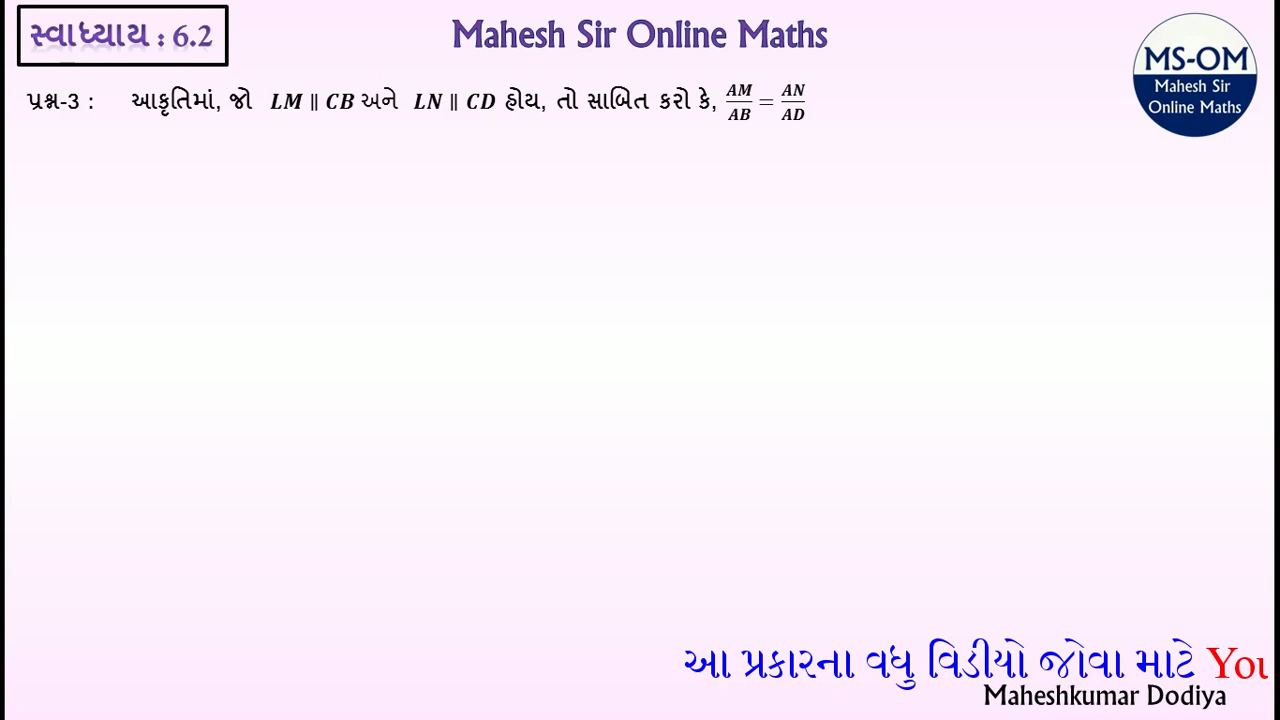 સ્વાધ્યાય : 6.2
Mahesh Sir Online Maths
MS-OM
Mahesh Sir
Online Maths
પ્રશ્ન-3 : આકૃતિમાં, જો LM ∥ CB અને LN ∥ CD હોય, તો સાબિત કરો કે, AM/AB = AN/AD
આ પ્રકારના વધુ વિડીયો જોવા માટે You
Maheshkumar Dodiya